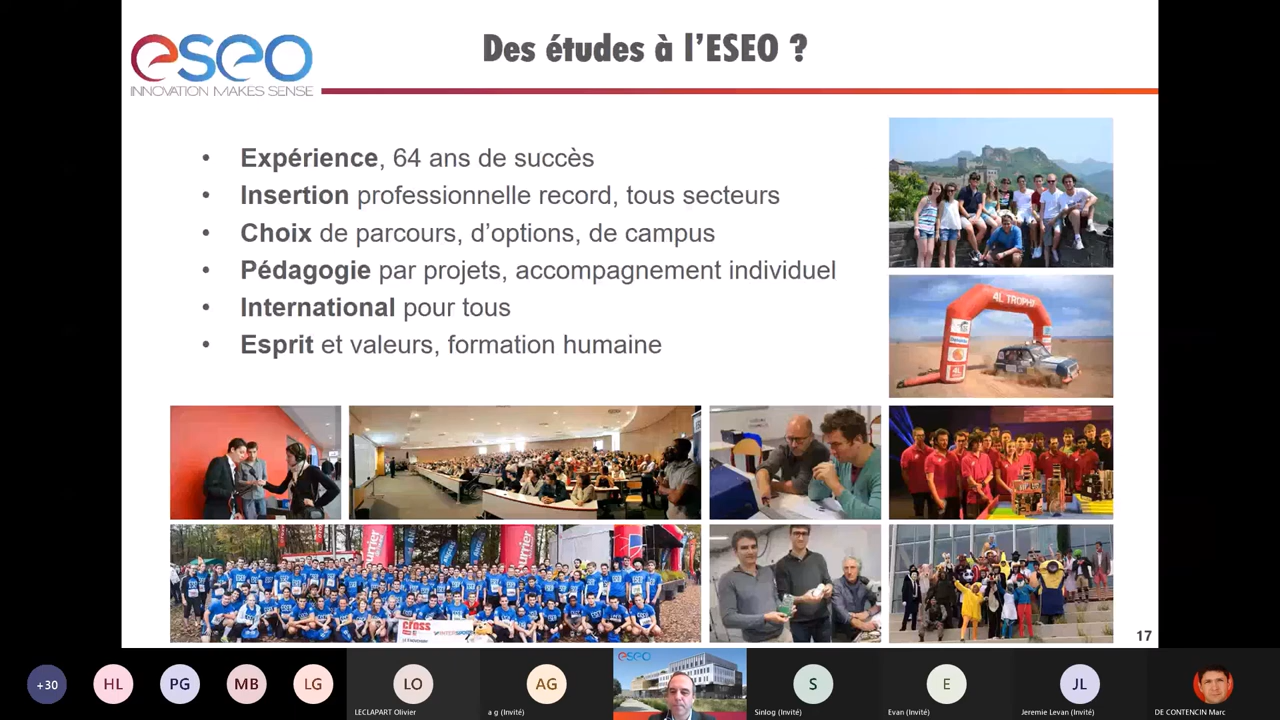 eseo
INNOVATION MAKES SENSE
Des études à l'ESEO ?
• Expérience, 64 ans de succès
• Insertion professionnelle record, tous secteurs
• Choix de parcours, d'options, de campus
• Pédagogie par projets, accompagnement individuel
• International pour tous
• Esprit et valeurs, formation humaine
4L TROPHY
cross
INTERSPORT
17
+30
HL
PG
MB
LG
LO
LECLAPART Olivier
AG
a g (Invité)
eseo
S
Sinlog (Invité)
E
Evan (Invité)
JL
Jeremie Levan (Invité)
DE CONTENCIN Marc